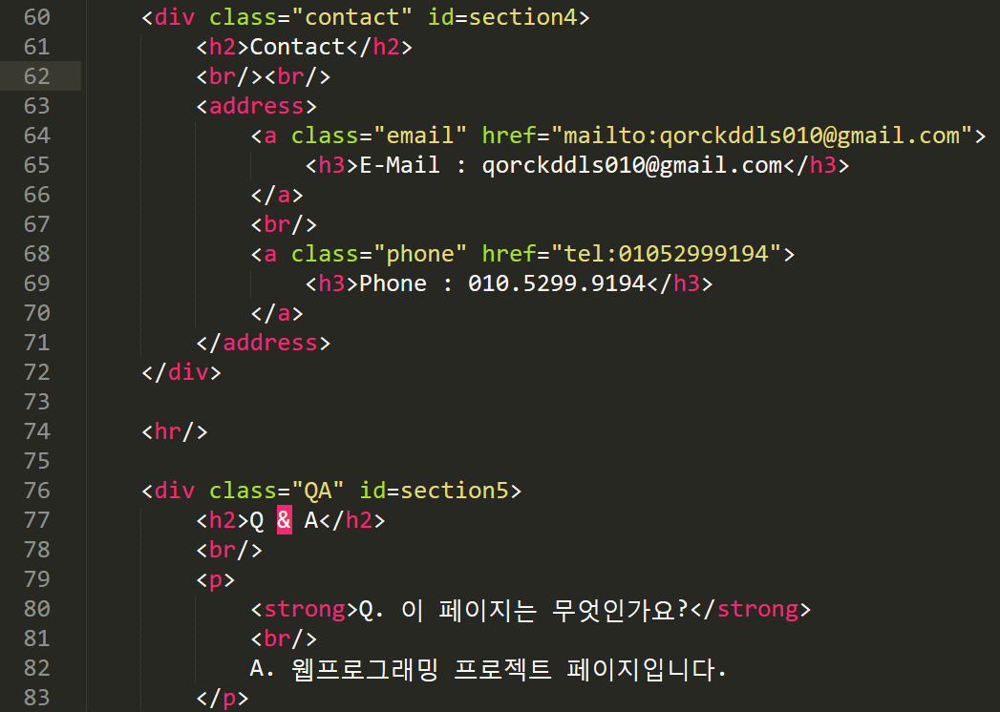 60 <div class="contact" id=section4>
61 <h2>Contact</h2>
62 <br/><br/>
63 <address>
64 <a class="email" href="mailto:qorckddls010@gmail.com">
65 <h3>E-Mail : qorckddls010@gmail.com</h3>
66 </a>
67 <br/>
68 <a class="phone" href="tel:01052999194">
69 <h3>Phone : 010.5299.9194</h3>
70 </a>
71 </address>
72 </div>
73
74 <hr/>
75
76 <div class="QA" id=section5>
77 <h2>Q & A</h2>
78 <br/>
79 <p>
80 <strong>Q. 이 페이지는 무엇인가요?</strong>
81 <br/>
82 A. 웹프로그래밍 프로젝트 페이지입니다.
83 </p>